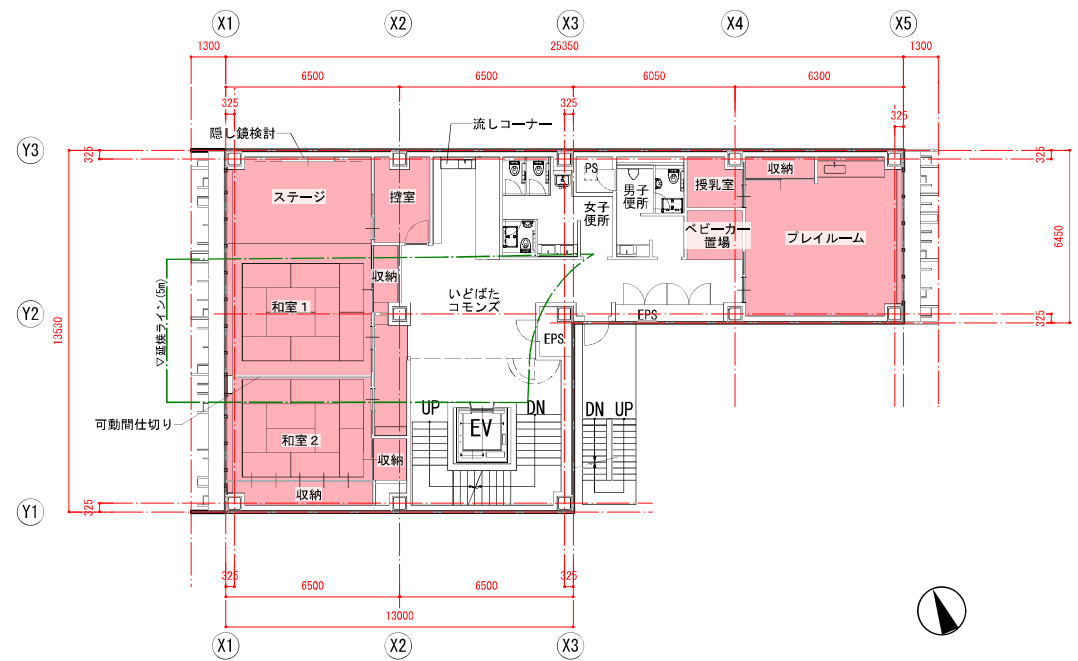 X1
X2
X3
X4
X5
1300
25350
1300
6500
6500
6050
6300
325
325
325
隠し鏡検討
流しコーナー
Y3
325
325
ステージ
控室
PS
男子
便所
女子
便所
授乳室
収納
ベビーカー
置場
プレイルーム
6450
収納
▽延焼ライン(5m)
和室1
いどばた
コモンズ
Y2
13530
EPS
EPS
325
可動間仕切り
UP
DN
EV
DN
UP
和室2
収納
収納
Y1
325
325
325
6500
6500
13000
X1
X2
X3